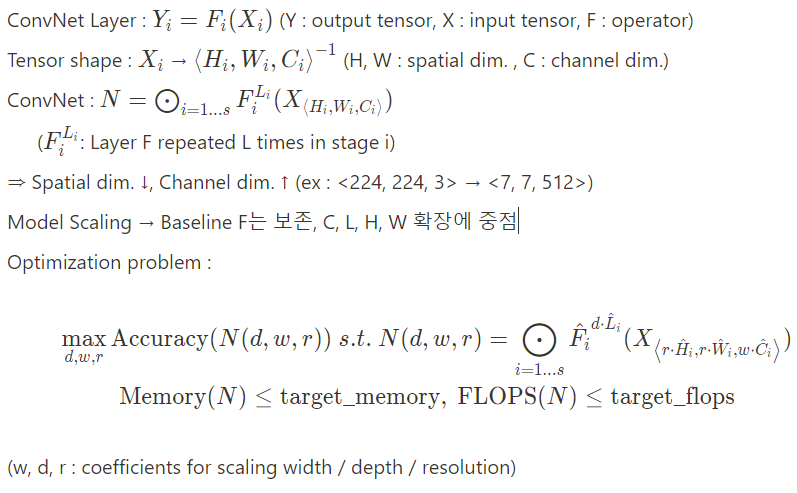 ConvNet Layer : $Y_i = F_i(X_i)$ (Y : output tensor, X : input tensor, F : operator)
Tensor shape : $X_i \rightarrow \langle H_i, W_i, C_i \rangle^{-1}$ (H, W : spatial dim. , C : channel dim.)
ConvNet : $N = \bigodot_{i=1 \ldots s} F_i^{L_i}(X_{\langle H_i, W_i, C_i \rangle})$
($F_i^{L_i}$: Layer F repeated L times in stage i)
⇒ Spatial dim. ↓, Channel dim. ↑ (ex : <224, 224, 3> → <7, 7, 512>)
Model Scaling → Baseline F는 보존, C, L, H, W 확장에 중점
Optimization problem :
$\max_{d,w,r} \text{Accuracy}(N(d, w, r)) \; s.t. \; N(d, w, r) = \bigodot_{i=1 \ldots s} \hat{F}_i^{d \cdot \hat{L}_i}(X_{\langle r \cdot \hat{H}_i, r \cdot \hat{W}_i, w \cdot \hat{C}_i \rangle})$
$\text{Memory}(N) \leq \text{target\_memory}, \; \text{FLOPS}(N) \leq \text{target\_flops}$
(w, d, r : coefficients for scaling width / depth / resolution)